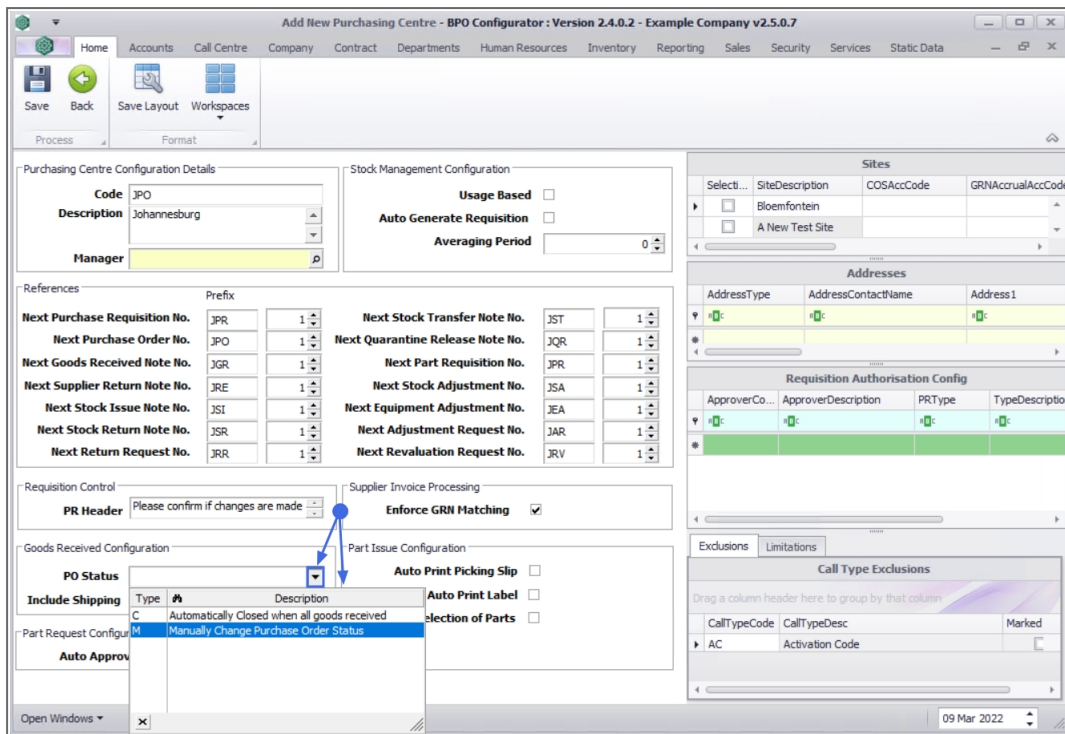 Add New Purchasing Centre - BPO Configurator : Version 2.4.0.2 - Example Company v2.5.0.7
Home Accounts Call Centre Company Contract Departments Human Resources Inventory Reporting Sales Security Services Static Data
Save Back Save Layout Workspaces
Process Format
Purchasing Centre Configuration Details
Code JPO
Description Johannesburg
Manager
Stock Management Configuration
Usage Based
Auto Generate Requisition
Averaging Period 0
References
Prefix
Next Purchase Requisition No. JPR 1 Next Stock Transfer Note No. JST 1
Next Purchase Order No. JPO 1 Next Quarantine Release Note No. JQR 1
Next Goods Received Note No. JGR 1 Next Part Requisition No. JPR 1
Next Supplier Return Note No. JRE 1 Next Stock Adjustment No. JSA 1
Next Stock Issue Note No. JSI 1 Next Equipment Adjustment No. JEA 1
Next Stock Return Note No. JSR 1 Next Adjustment Request No. JAR 1
Next Return Request No. JRR 1 Next Revaluation Request No. JRV 1
Requisition Control
PR Header Please confirm if changes are made
Supplier Invoice Processing
Enforce GRN Matching
Goods Received Configuration
PO Status
Include Shipping
Type Description
C Automatically Closed when all goods received
M Manually Change Purchase Order Status
Part Request Configur
Auto Approv
Part Issue Configuration
Auto Print Picking Slip
Auto Print Label
election of Parts
Sites
Selecti... SiteDescription COSAccCode GRNAccrualAccCode
Bloemfontein
A New Test Site
Addresses
AddressType AddressContactName Address1
Requisition Authorisation Config
ApproverCo... ApproverDescription PRType TypeDescriptio
Exclusions Limitations
Call Type Exclusions
Drag a column header here to group by that column
CallTypeCode CallTypeDesc Marked
AC Activation Code
Open Windows 09 Mar 2022